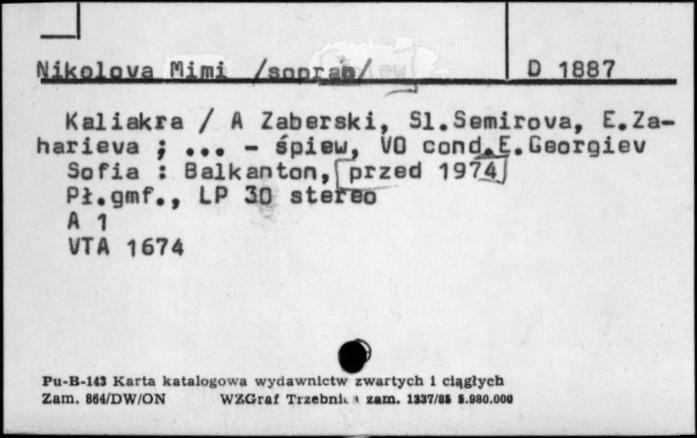 Nikolova Mimi /sopran/ D 1887
Kaliakra / A Zaberski, Sl.Semirova, E.Za-
harieva ; ... - śpiew, VO cond.E.Georgiev
Sofia : Balkanton, [przed 1974]
Pł.gmf., LP 30 stereo
A 1
VTA 1674
Pu-B-143 Karta katalogowa wydawnictw zwartych i ciągłych
Zam. 864/DW/ON WZGraf Trzebnica zam. 1337/85 5.980.000